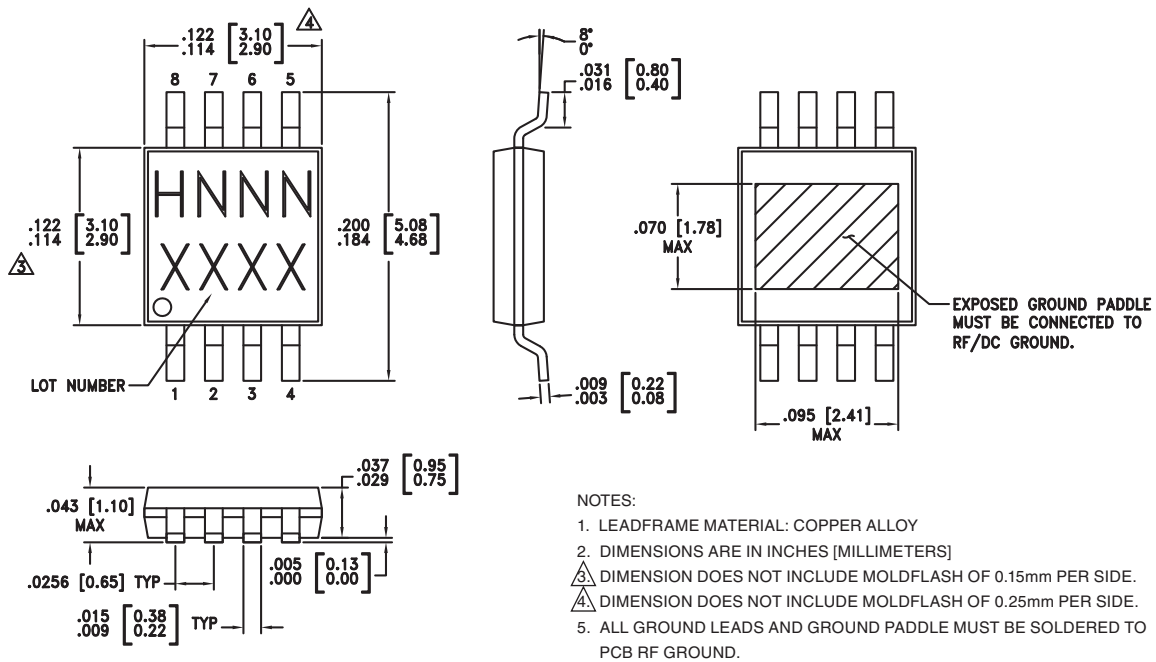 .122 [3.10]
.114 [2.90]
4
8 7 6 5
HNNN
XXXX
.122 [3.10]
.114 [2.90]
3
.200 [5.08]
.184 [4.68]
LOT NUMBER
1 2 3 4
8°
0°
.031 [0.80]
.016 [0.40]
.009 [0.22]
.003 [0.08]
.070 [1.78]
MAX
EXPOSED GROUND PADDLE
MUST BE CONNECTED TO
RF/DC GROUND.
.095 [2.41]
MAX
.043 [1.10]
MAX
.037 [0.95]
.029 [0.75]
.0256 [0.65] TYP
.005 [0.13]
.000 [0.00]
.015 [0.38]
.009 [0.22]
TYP
NOTES:
1. LEADFRAME MATERIAL: COPPER ALLOY
2. DIMENSIONS ARE IN INCHES [MILLIMETERS]
3. DIMENSION DOES NOT INCLUDE MOLDFLASH OF 0.15mm PER SIDE.
4. DIMENSION DOES NOT INCLUDE MOLDFLASH OF 0.25mm PER SIDE.
5. ALL GROUND LEADS AND GROUND PADDLE MUST BE SOLDERED TO
PCB RF GROUND.